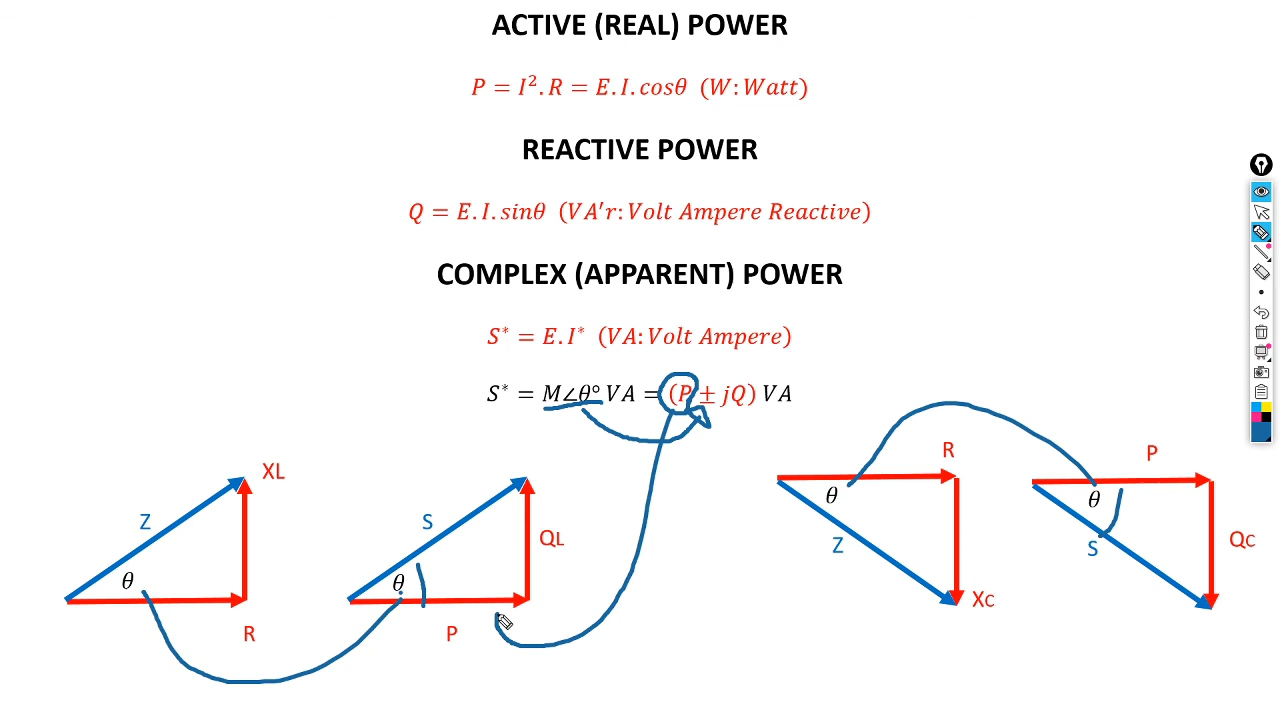 ACTIVE (REAL) POWER
P = I². R = E. I. cosθ (W: Watt)
REACTIVE POWER
Q = E. I. sinθ (VA'r: Volt Ampere Reactive)
COMPLEX (APPARENT) POWER
S* = E. I* (VA: Volt Ampere)
S* = M∠θ° VA = (P ± jQ) VA
XL
Z
θ
R
S
QL
θ
P
R
θ
Z
XC
P
θ
S
QC